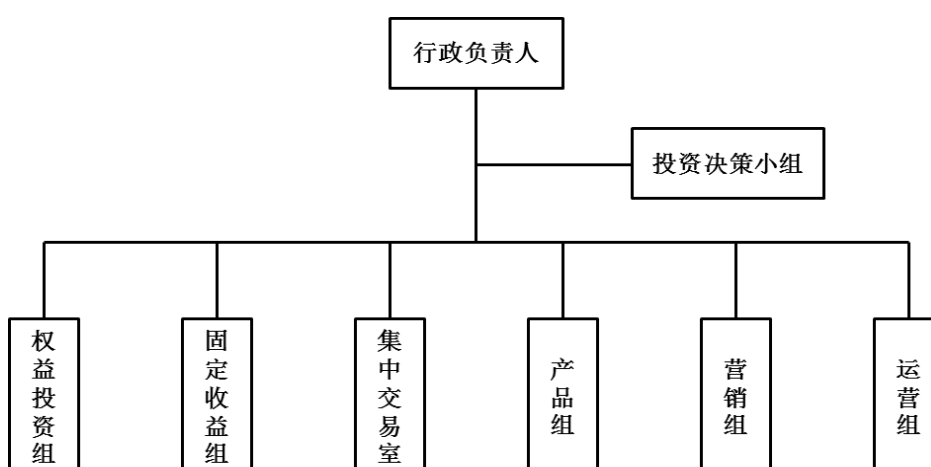 行政负责人
投资决策小组
权益投资组
固定收益组
集中交易室
产品组
营销组
运营组